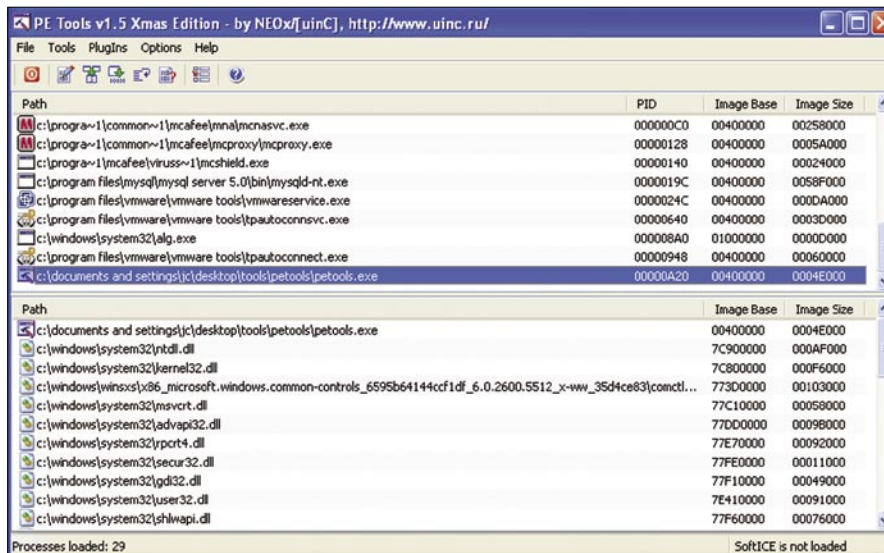 PE Tools v1.5 Xmas Edition - by NEOx/[uinC], http://www.uinc.ru/
File Tools PlugIns Options Help
Path PID Image Base Image Size
c:\progra~1\common~1\mcafee\mna\mcnasvc.exe 000000C0 00400000 00258000
c:\progra~1\common~1\mcafee\mcproxy\mcproxy.exe 00000128 00400000 0005A000
c:\progra~1\mcafee\viruss~1\mcshield.exe 00000140 00400000 00024000
c:\program files\mysql\mysql server 5.0\bin\mysqld-nt.exe 0000019C 00400000 0058F000
c:\program files\vmware\vmware tools\vmwareservice.exe 0000024C 00400000 000DA000
c:\program files\vmware\vmware tools\tpautoconnsvc.exe 00000640 00400000 0003D000
c:\windows\system32\alg.exe 000008A0 01000000 0000D000
c:\program files\vmware\vmware tools\tpautoconnect.exe 00000948 00400000 00060000
c:\documents and settings\jc\desktop\tools\petools\petools.exe 00000A20 00400000 0004E000
Path Image Base Image Size
c:\documents and settings\jc\desktop\tools\petools\petools.exe 00400000 0004E000
c:\windows\system32\ntdll.dll 7C900000 000AF000
c:\windows\system32\kernel32.dll 7C800000 000F6000
c:\windows\winsxs\x86_microsoft.windows.common-controls_6595b64144ccf1df_6.0.2600.5512_x-ww_35d4ce83\comctl... 773D0000 00103000
c:\windows\system32\msvcrt.dll 77C10000 00058000
c:\windows\system32\advapi32.dll 77DD0000 0009B000
c:\windows\system32\rpcrt4.dll 77E70000 00092000
c:\windows\system32\secur32.dll 77FE0000 00011000
c:\windows\system32\gdi32.dll 77F10000 00049000
c:\windows\system32\user32.dll 7E410000 00091000
c:\windows\system32\shlwapi.dll 77F60000 00076000
Processes loaded: 29 SoftICE is not loaded